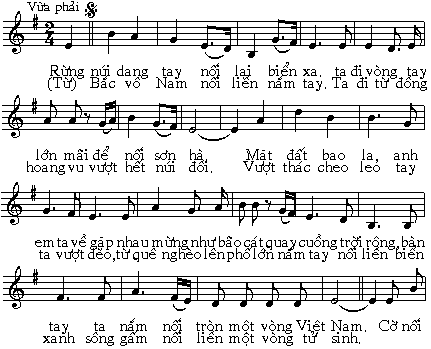 Vừa phải
2
4
Rừng núi dang tay nối lại biển xa, ta đi vòng tay
(Từ) Bắc vô Nam nối liền nắm tay. Ta đi từ đồng
lớn mãi để nối sơn hà, Mặt đất bao la, anh
hoang vu vượt hết núi đồi. Vượt thác cheo leo tay
em ta về gặp nhau mừng như bão cát quay cuồng trời rộng, bàn
ta vượt đèo, từ quê nghèo lên phố lớn nắm tay nối liền biển
tay ta nắm nối tròn một vòng Việt Nam. Cờ nối
xanh sông gấm nối liền một vòng tử sinh.